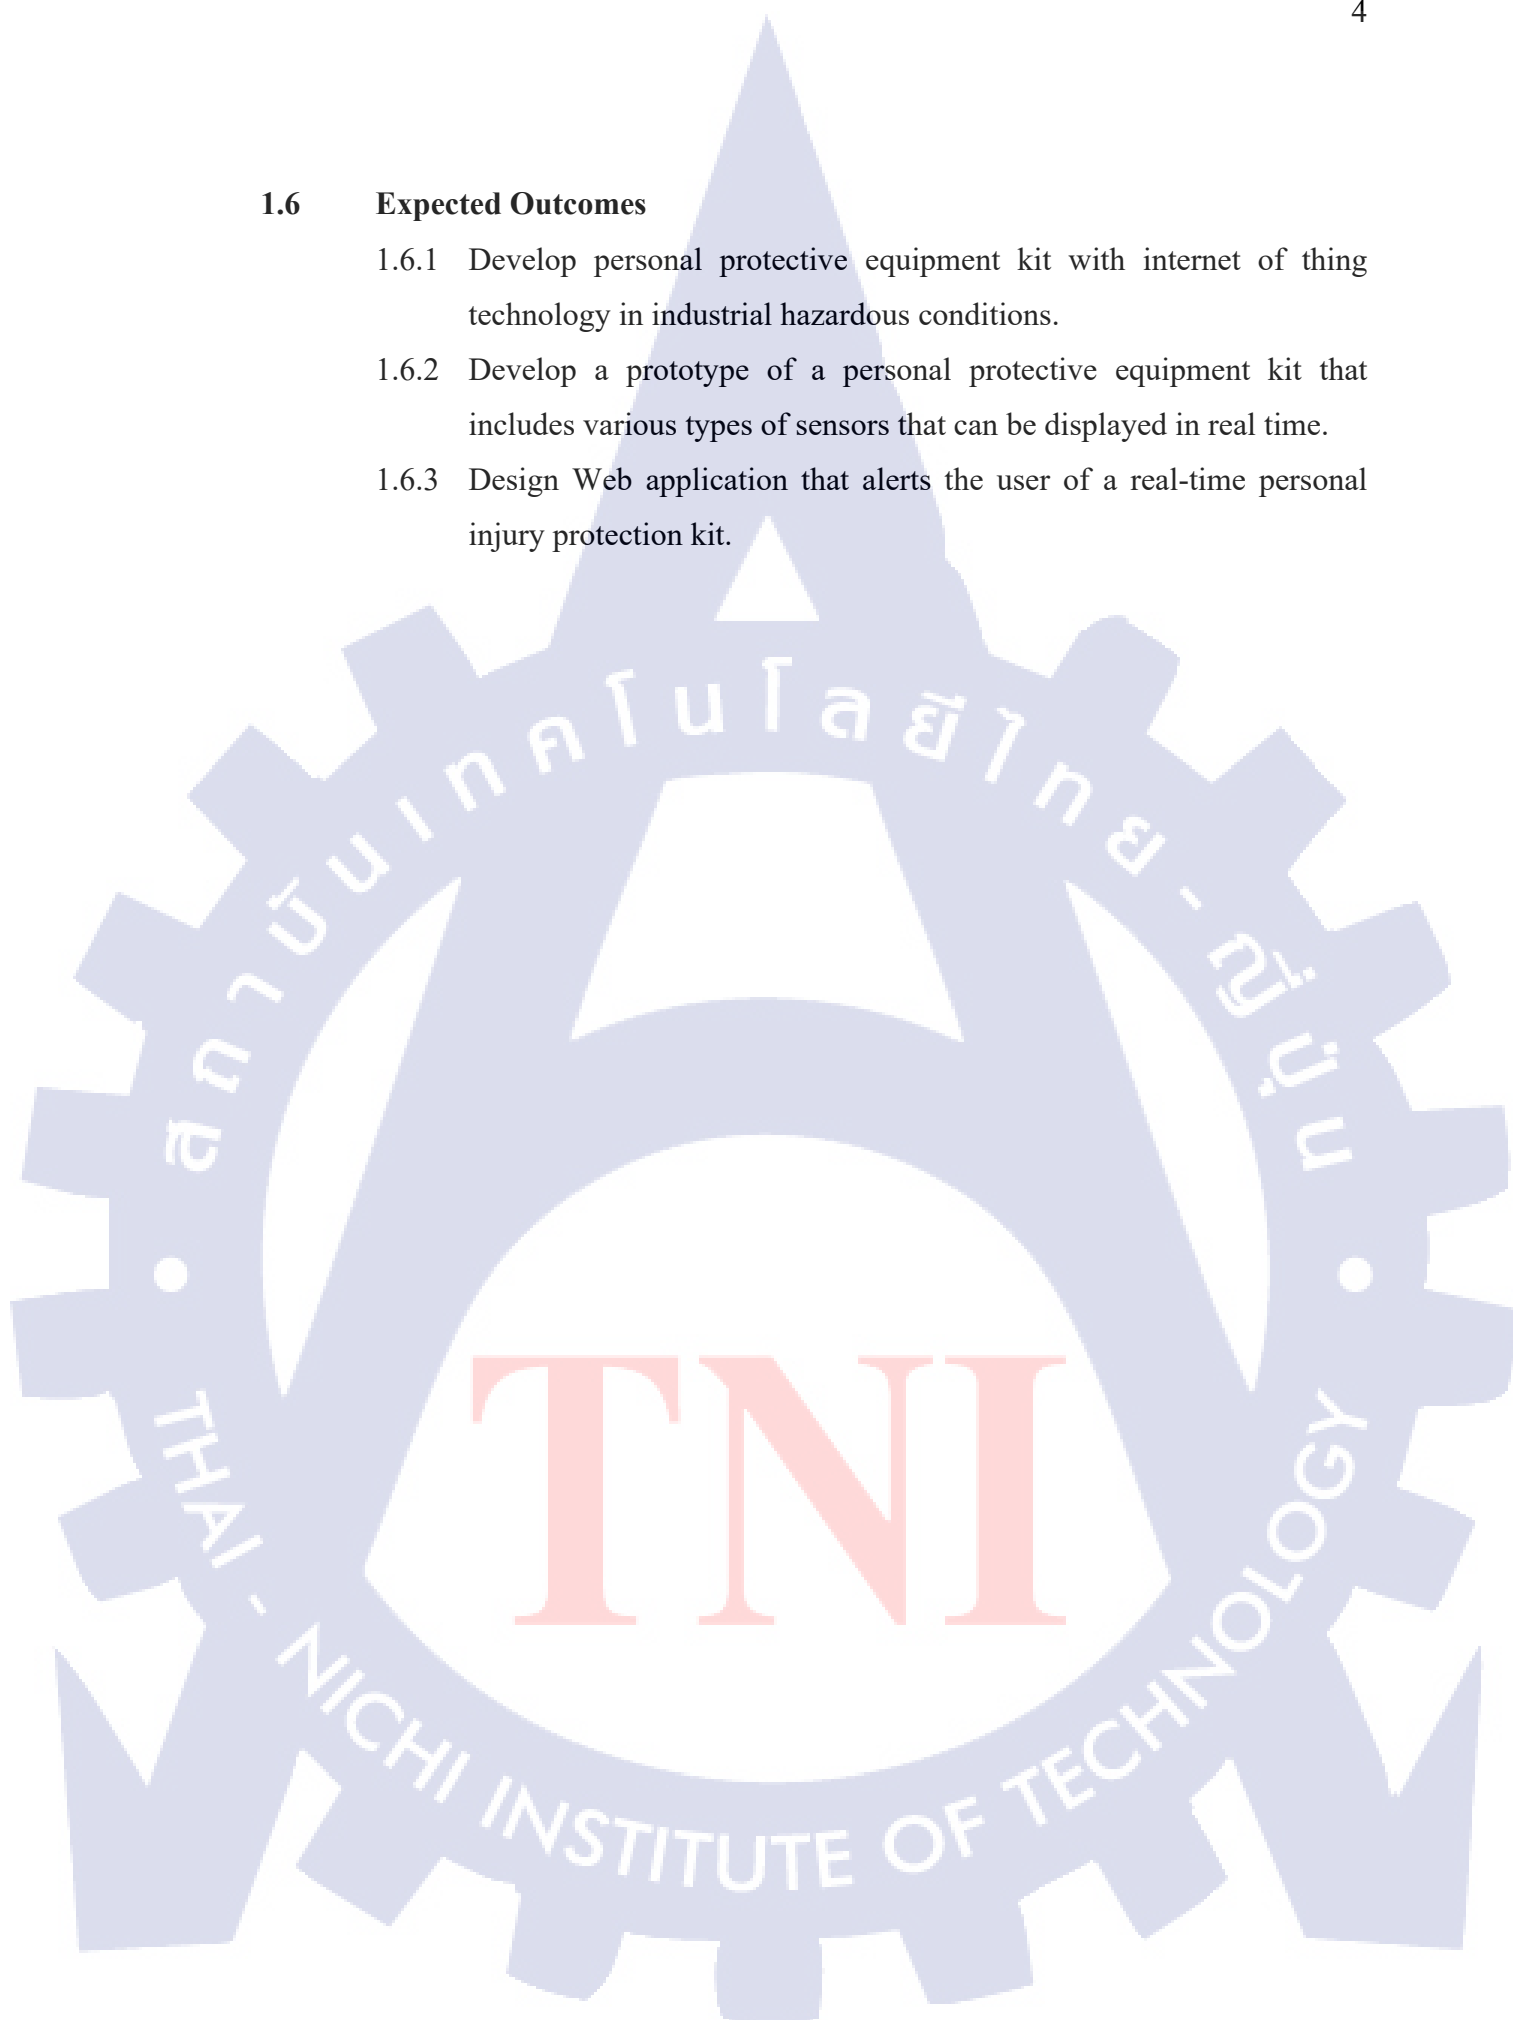 4
1.6 Expected Outcomes
1.6.1 Develop personal protective equipment kit with internet of thing
technology in industrial hazardous conditions.
1.6.2 Develop a prototype of a personal protective equipment kit that
includes various types of sensors that can be displayed in real time.
1.6.3 Design Web application that alerts the user of a real-time personal
injury protection kit.
สถาบันเทคโนโลยีไทย-ญี่ปุ่น
TNI
THAI - NICHI INSTITUTE OF TECHNOLOGY